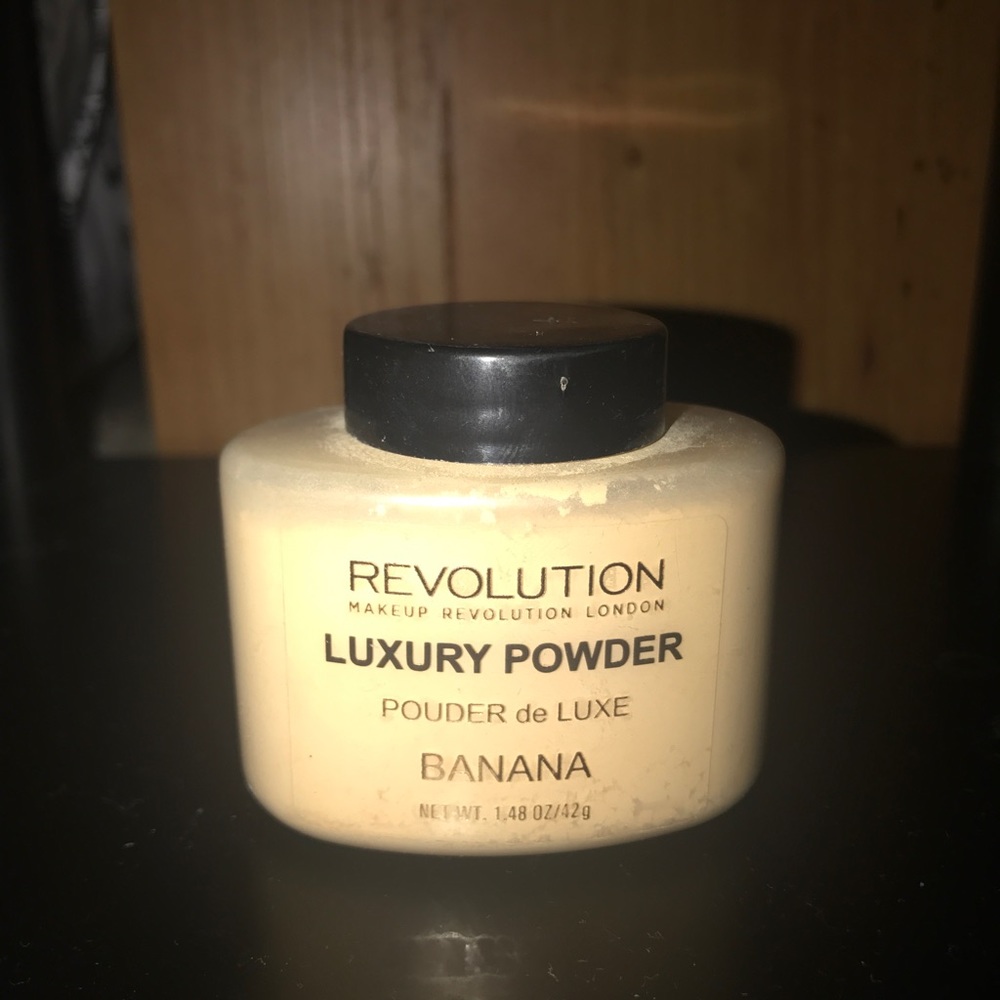 REVOLUTION
MAKEUP REVOLUTION LONDON
LUXURY POWDER
POUDER de LUXE
BANANA
NET WT. 1.48 OZ/42g